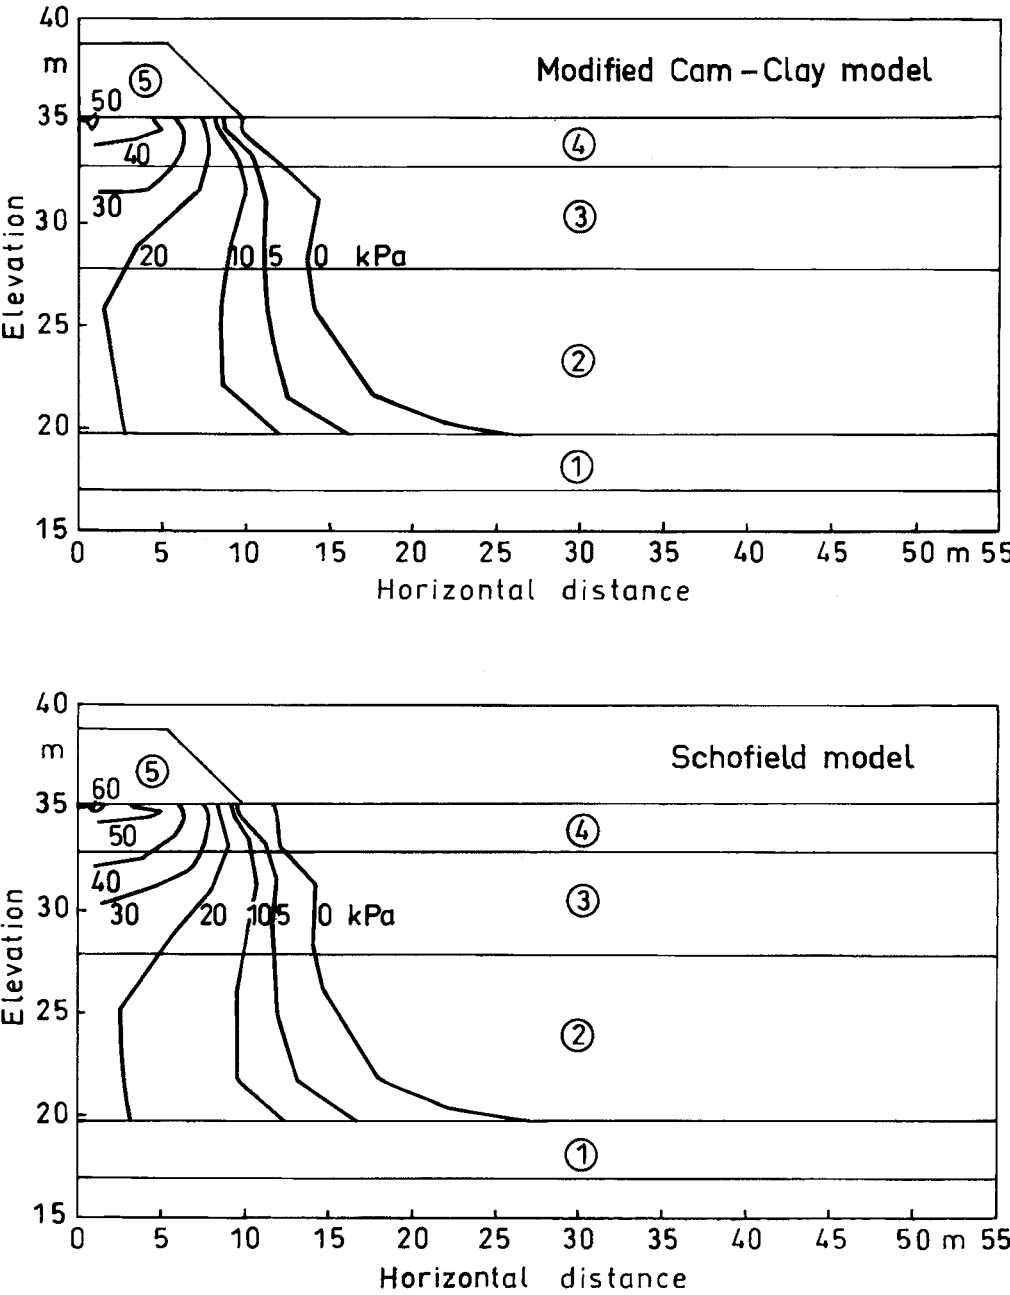 40
m
Modified Cam-Clay model
⑤
50
35
④
40
30
③
30
20 10 5 0 kPa
Elevation
25
②
20
①
15
0 5 10 15 20 25 30 35 40 45 50 m 55
Horizontal distance
40
m
Schofield model
⑤
60
35
④
50
40
③
30
30 20 10 5 0 kPa
Elevation
25
②
20
①
15
0 5 10 15 20 25 30 35 40 45 50 m 55
Horizontal distance